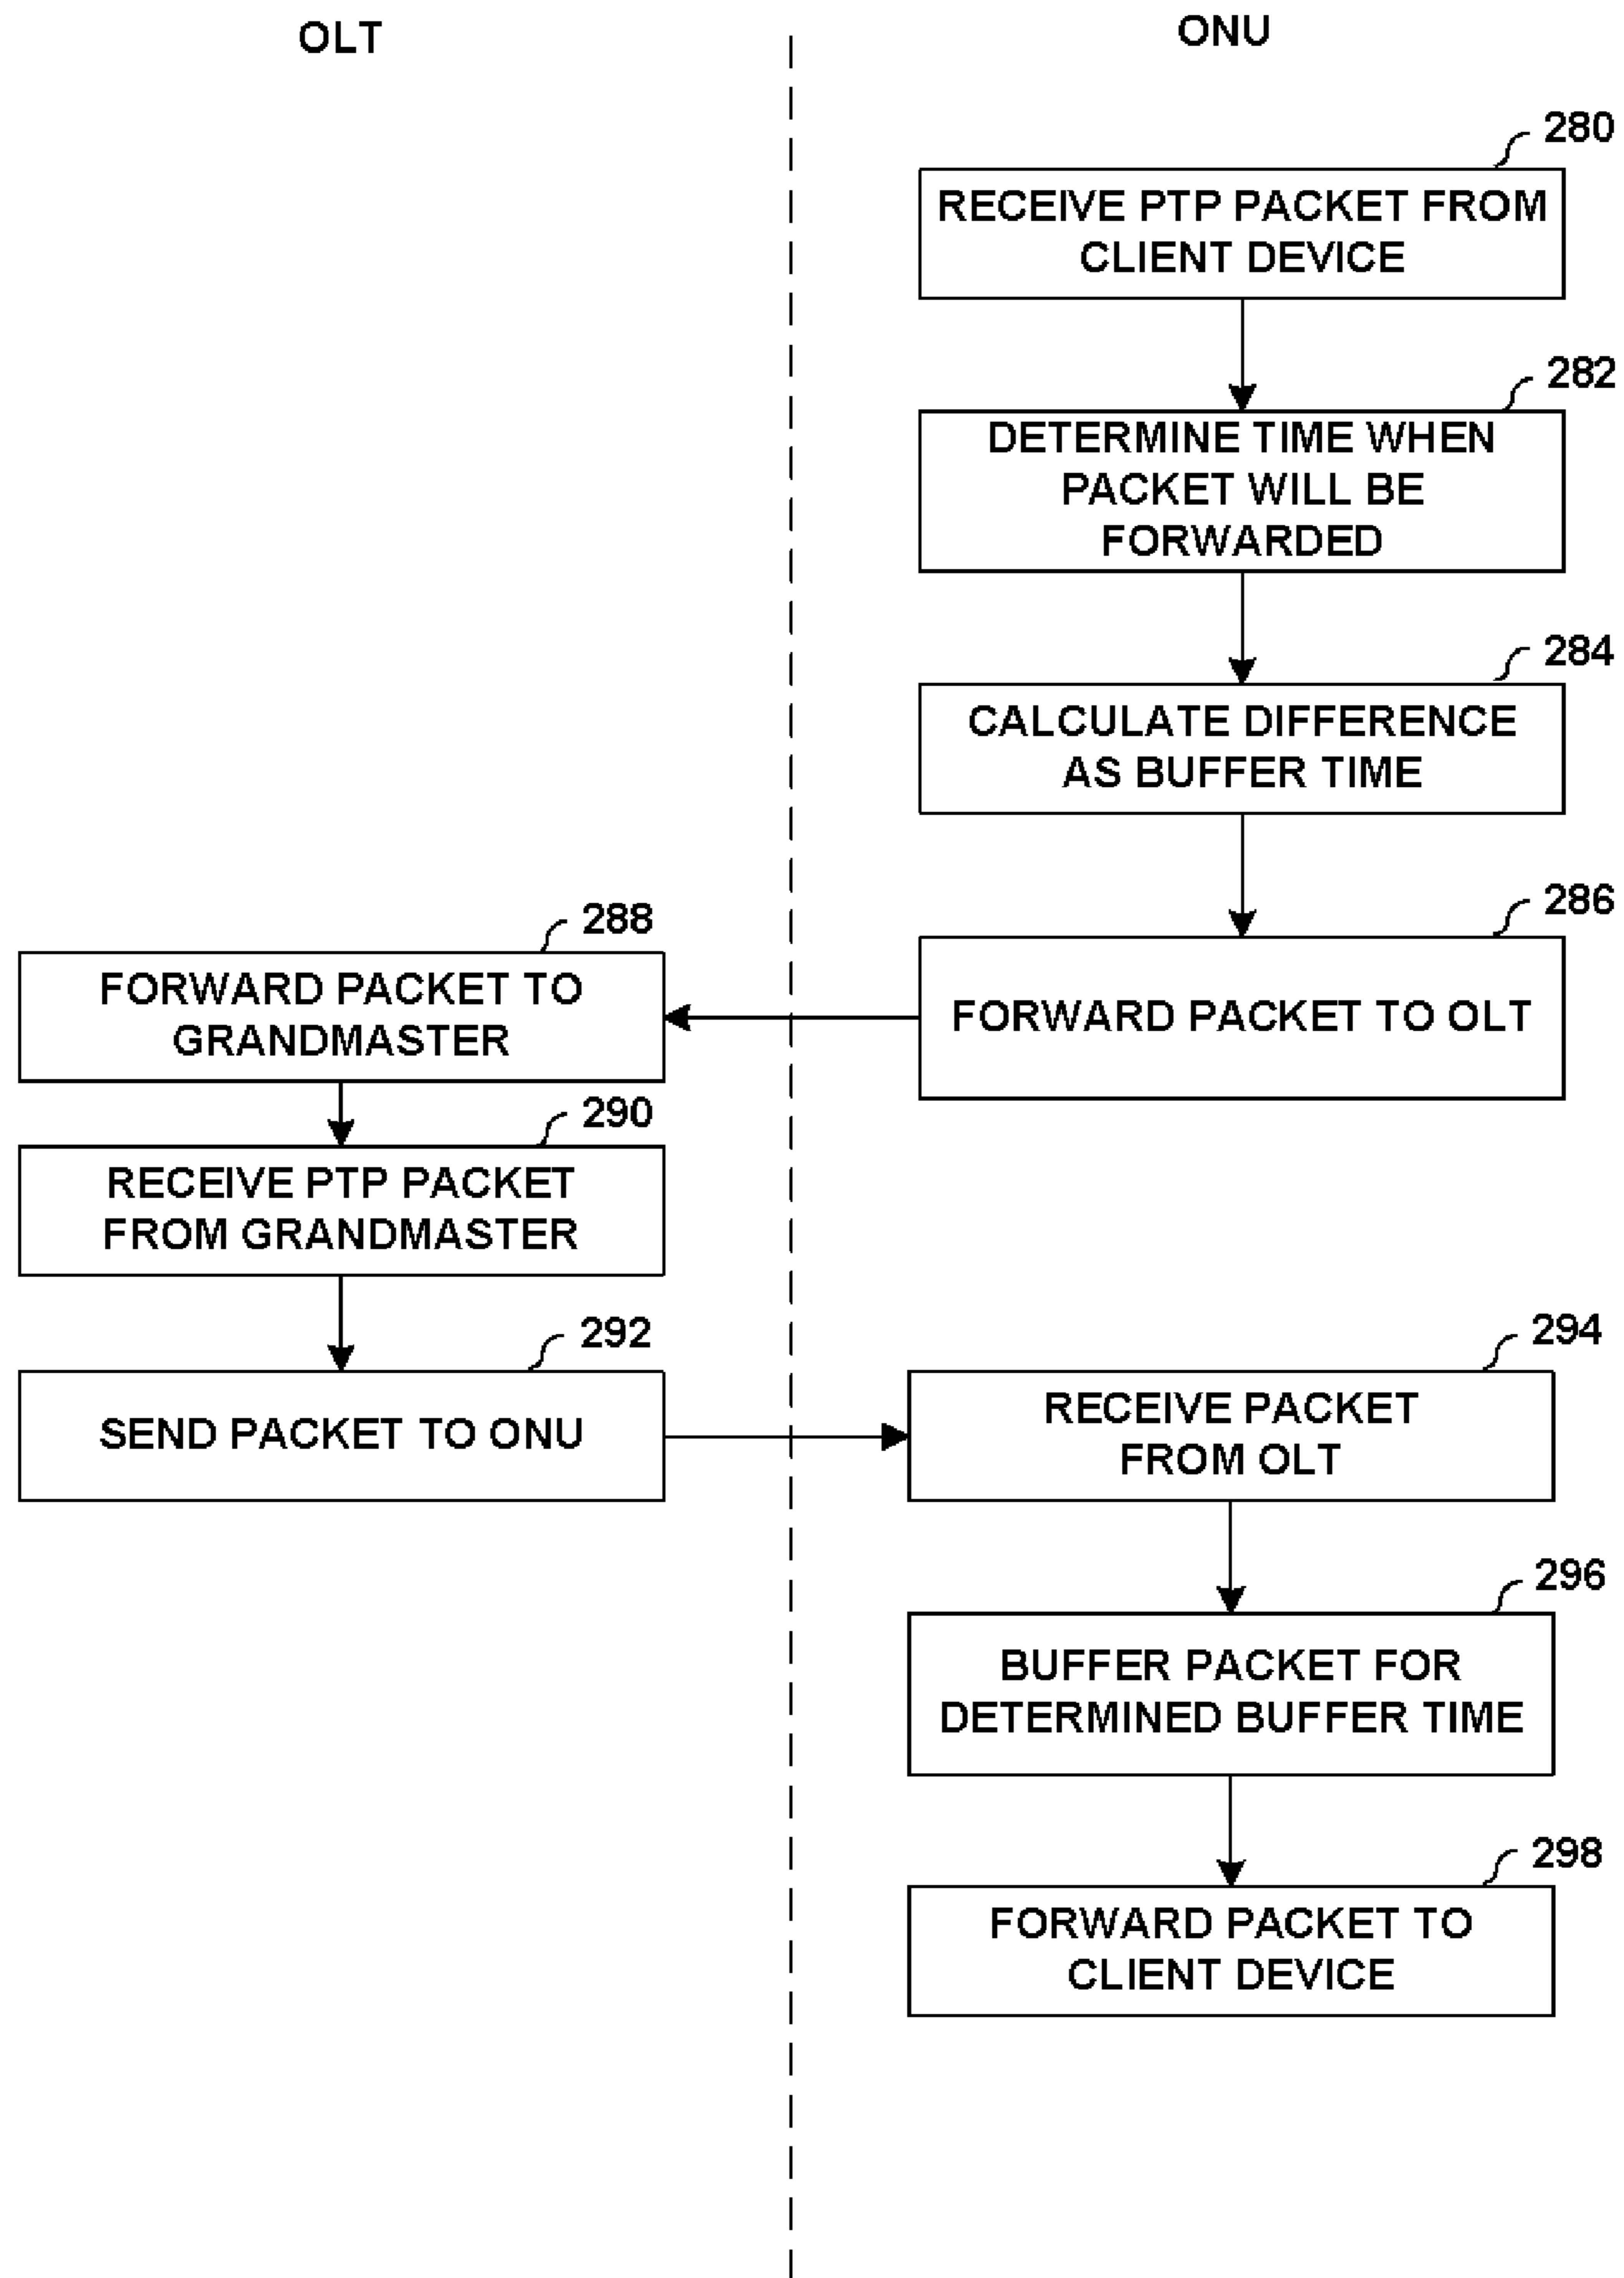 OLT
ONU
280
RECEIVE PTP PACKET FROM
CLIENT DEVICE
282
DETERMINE TIME WHEN
PACKET WILL BE
FORWARDED
284
CALCULATE DIFFERENCE
AS BUFFER TIME
286
FORWARD PACKET TO OLT
288
FORWARD PACKET TO
GRANDMASTER
290
RECEIVE PTP PACKET
FROM GRANDMASTER
292
SEND PACKET TO ONU
294
RECEIVE PACKET
FROM OLT
296
BUFFER PACKET FOR
DETERMINED BUFFER TIME
298
FORWARD PACKET TO
CLIENT DEVICE